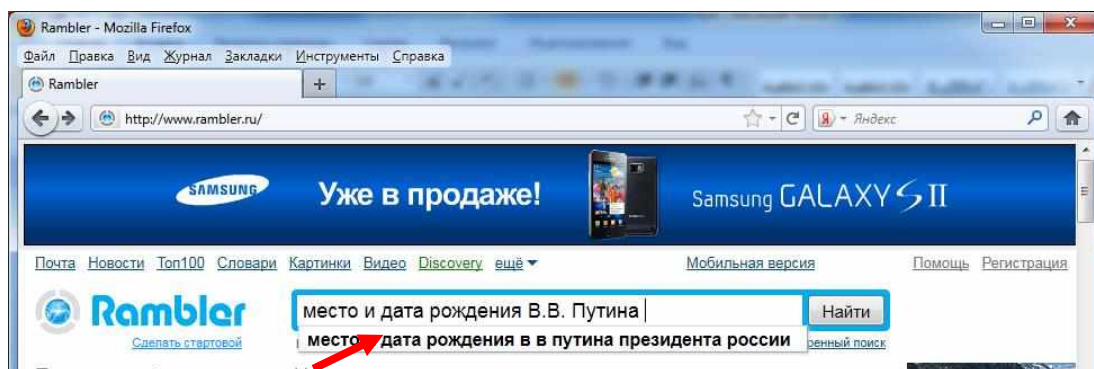 Rambler - Mozilla Firefox
Файл Правка Вид Журнал Закладки Инструменты Справка
Rambler +
http://www.rambler.ru/ Я Яндекс
SAMSUNG Уже в продаже! Samsung GALAXY S II
Почта Новости Топ100 Словари Картинки Видео Discovery ещё Мобильная версия Помощь Регистрация
Rambler место и дата рождения В.В. Путина Найти
Сделать стартовой место дата рождения в в путина президента россии поиск